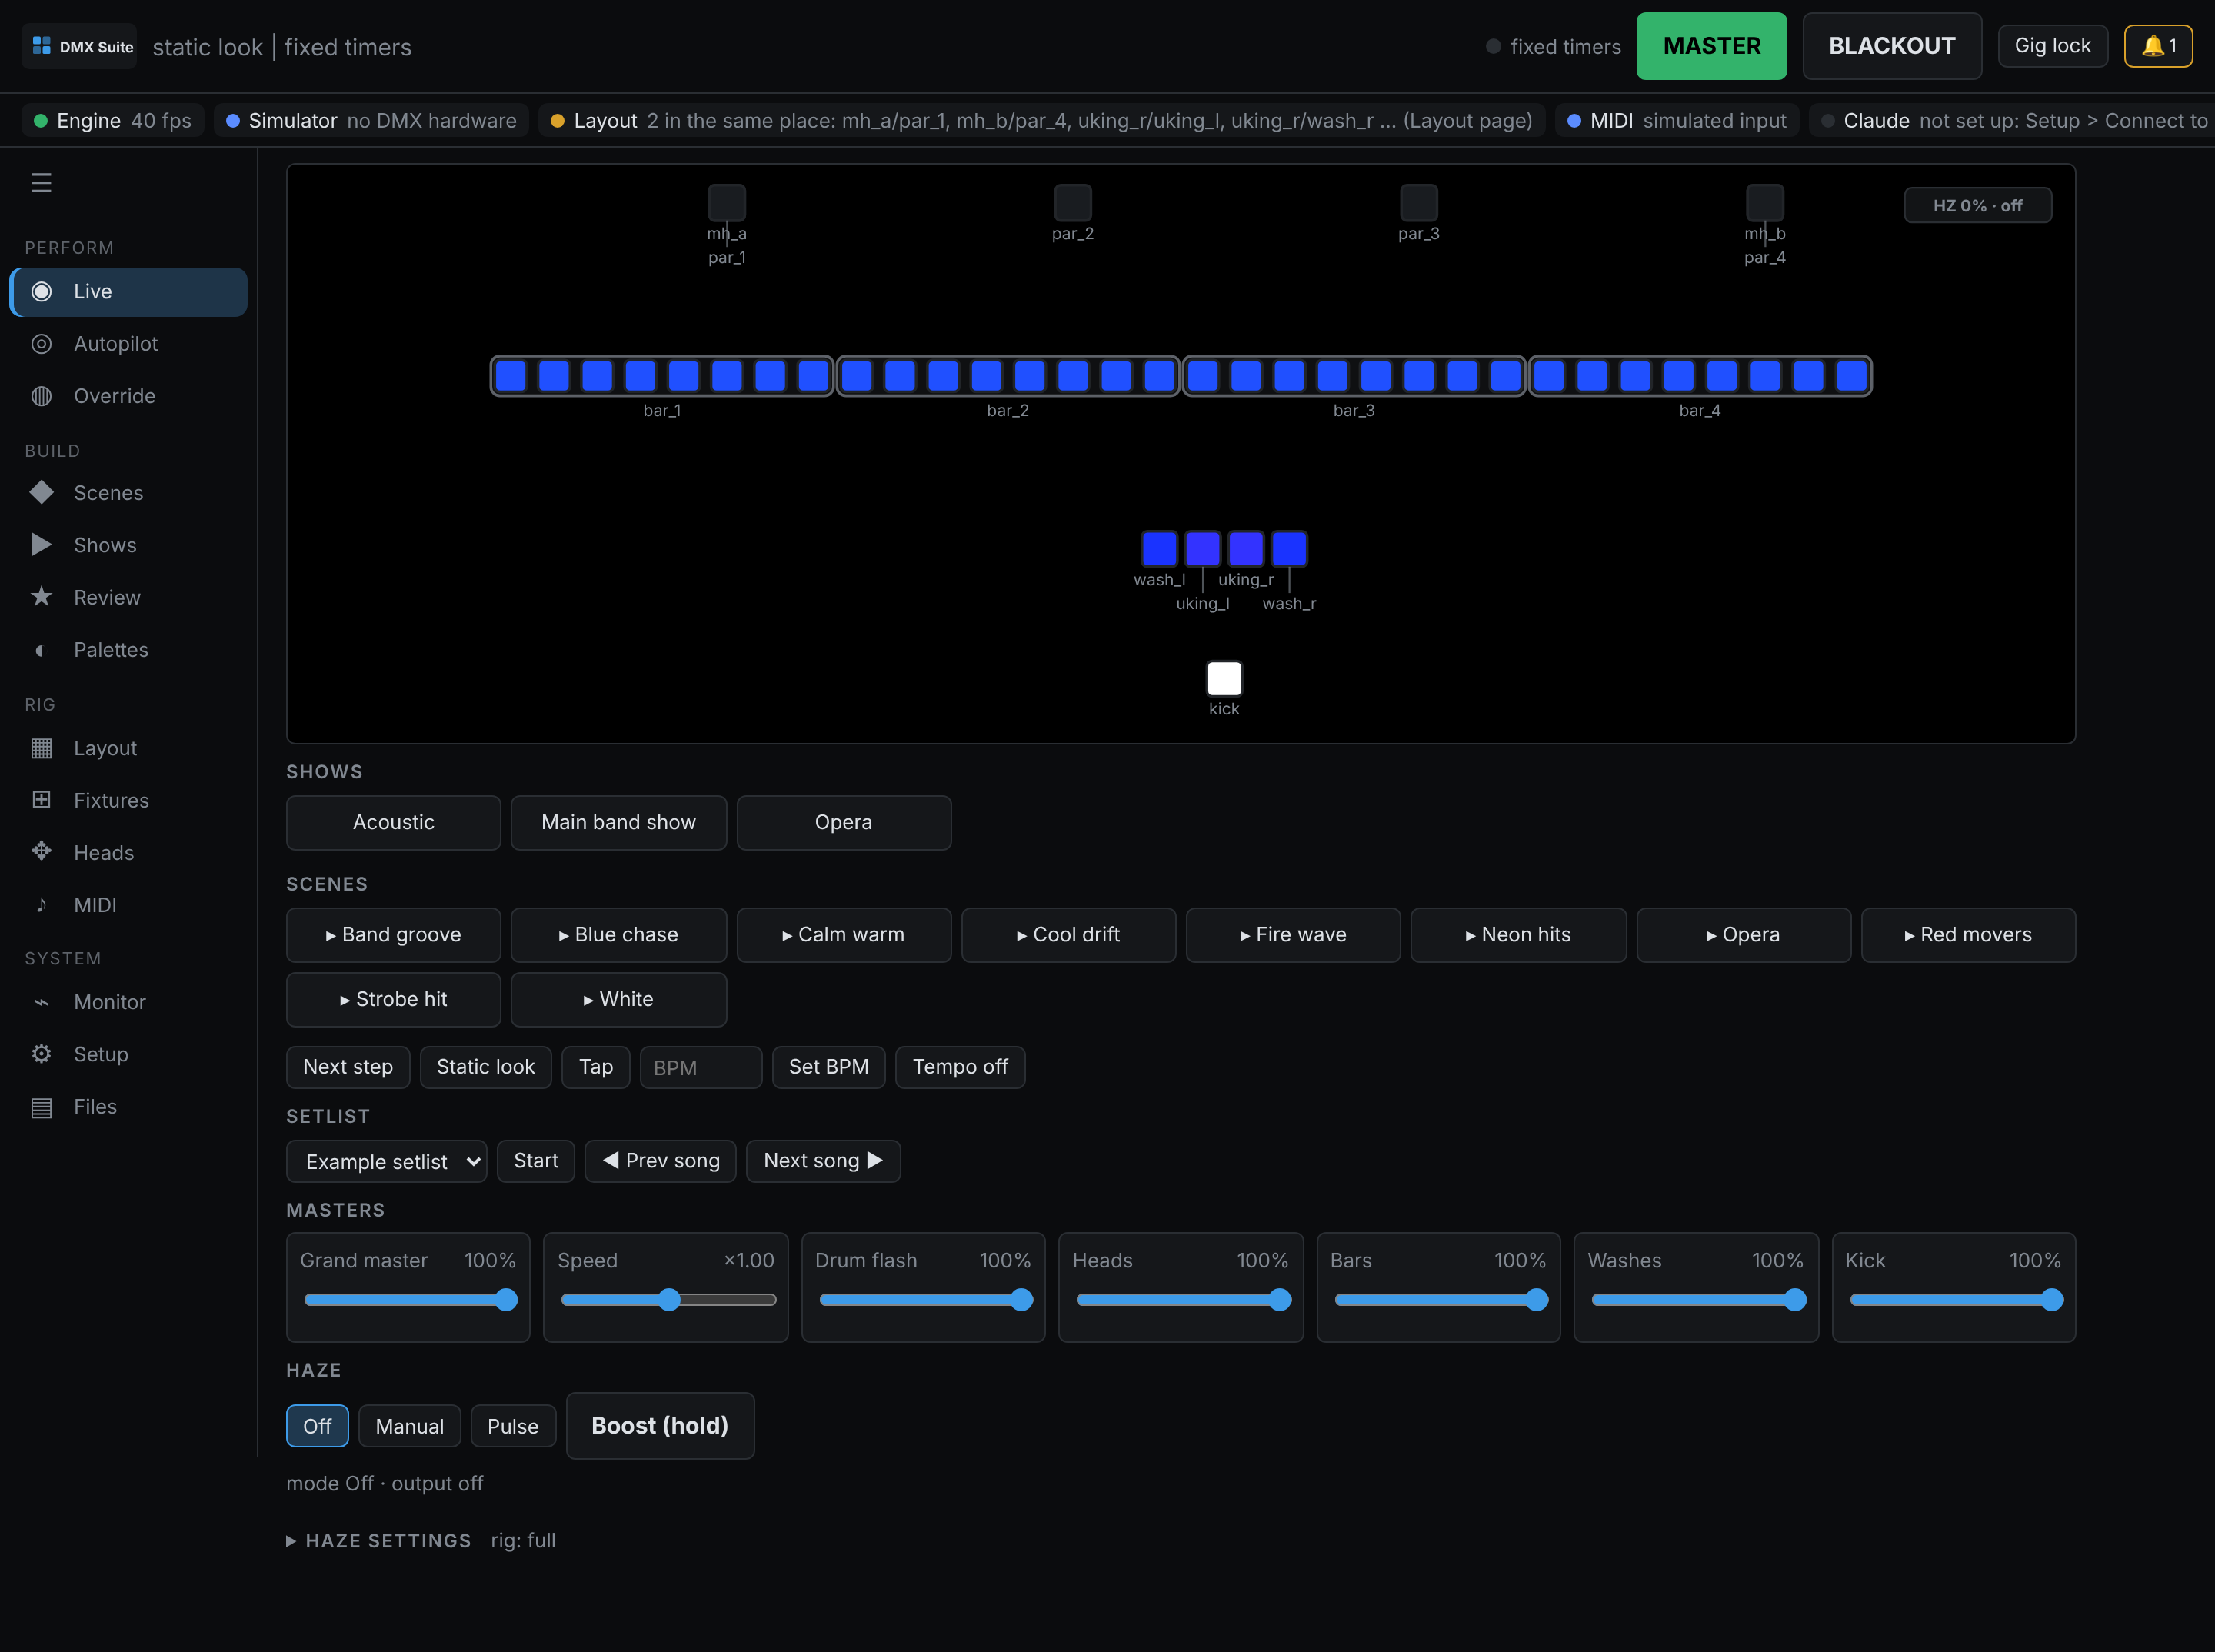 DMX Suite static look | fixed timers fixed timers MASTER BLACKOUT Gig lock 🔔 1
Engine 40 fps Simulator no DMX hardware Layout 2 in the same place: mh_a/par_1, mh_b/par_4, uking_r/uking_l, uking_r/wash_r ... (Layout page) MIDI simulated input Claude not set up: Setup > Connect to
☰
PERFORM
Live
Autopilot
Override
BUILD
Scenes
Shows
Review
Palettes
RIG
Layout
Fixtures
Heads
MIDI
SYSTEM
Monitor
Setup
Files
HZ 0% · off
mh_a par_2 par_3 mh_b
par_1 par_4
bar_1 bar_2 bar_3 bar_4
wash_l uking_r
uking_l wash_r
kick
SHOWS
Acoustic Main band show Opera
SCENES
▸ Band groove ▸ Blue chase ▸ Calm warm ▸ Cool drift ▸ Fire wave ▸ Neon hits ▸ Opera ▸ Red movers
▸ Strobe hit ▸ White
Next step Static look Tap BPM Set BPM Tempo off
SETLIST
Example setlist Start ◀ Prev song Next song ▶
MASTERS
Grand master 100% Speed ×1.00 Drum flash 100% Heads 100% Bars 100% Washes 100% Kick 100%
HAZE
Off Manual Pulse Boost (hold)
mode Off · output off
▸ HAZE SETTINGS rig: full